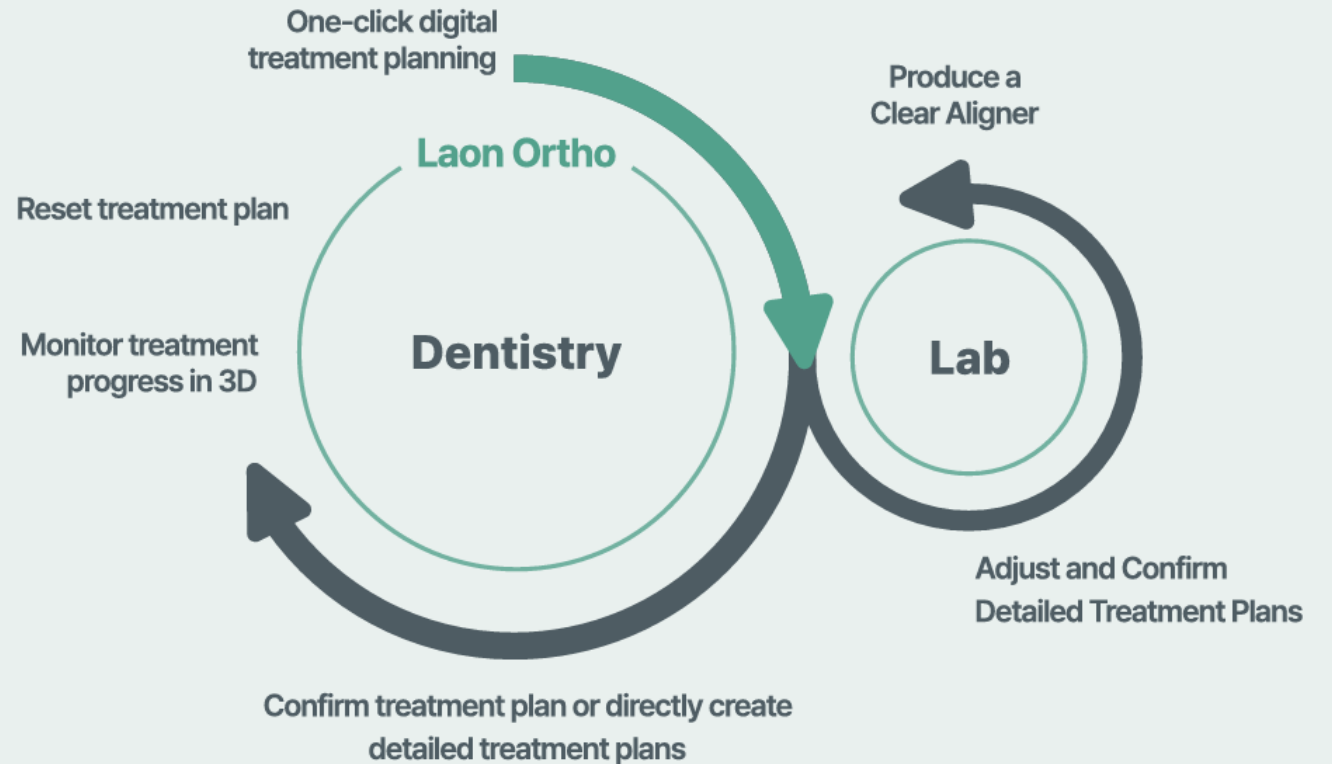 One-click digital
treatment planning
Produce a
Clear Aligner
Laon Ortho
Reset treatment plan
Monitor treatment
progress in 3D
Dentistry
Lab
Adjust and Confirm
Detailed Treatment Plans
Confirm treatment plan or directly create
detailed treatment plans